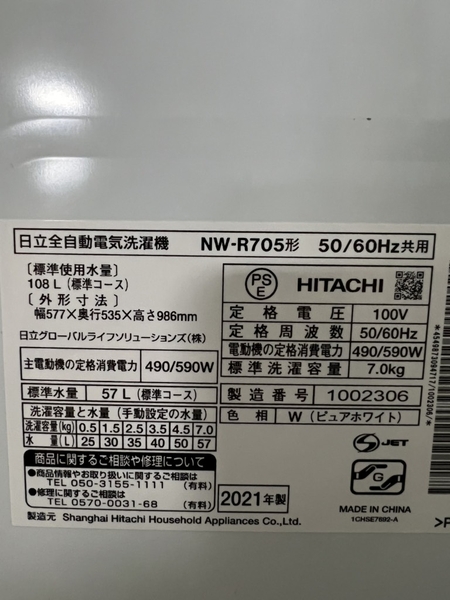 日立全自動電気洗濯機 NW-R705形 50/60Hz共用
〔標準使用水量〕
108 L（標準コース）
〔外形寸法〕
幅577×奥行535×高さ986mm
日立グローバルライフソリューションズ（株）
主電動機の定格消費電力 490/590W
標準水量 57 L（標準コース）
洗濯容量と水量（手動設定の水量）
洗濯容量(kg) 0.5 1.5 2.5 3.5 4.5 7.0
水量(L) 25 30 35 40 50 57
商品に関するご相談や修理について
●商品情報やお取り扱いに関するご相談
TEL 050-3155-1111 （有料）
●修理に関するご相談
TEL 0570-0031-68 （有料）
製造元 Shanghai Hitachi Household Appliances Co.,Ltd.
PS
E
HITACHI
定格電圧 100V
定格周波数 50/60Hz
電動機の定格消費電力 490/590W
標準洗濯容量 7.0kg
製造番号 1002306
色相 W（ピュアホワイト）
JET
G
2021年製
MADE IN CHINA
1CHSE7692-A
>P